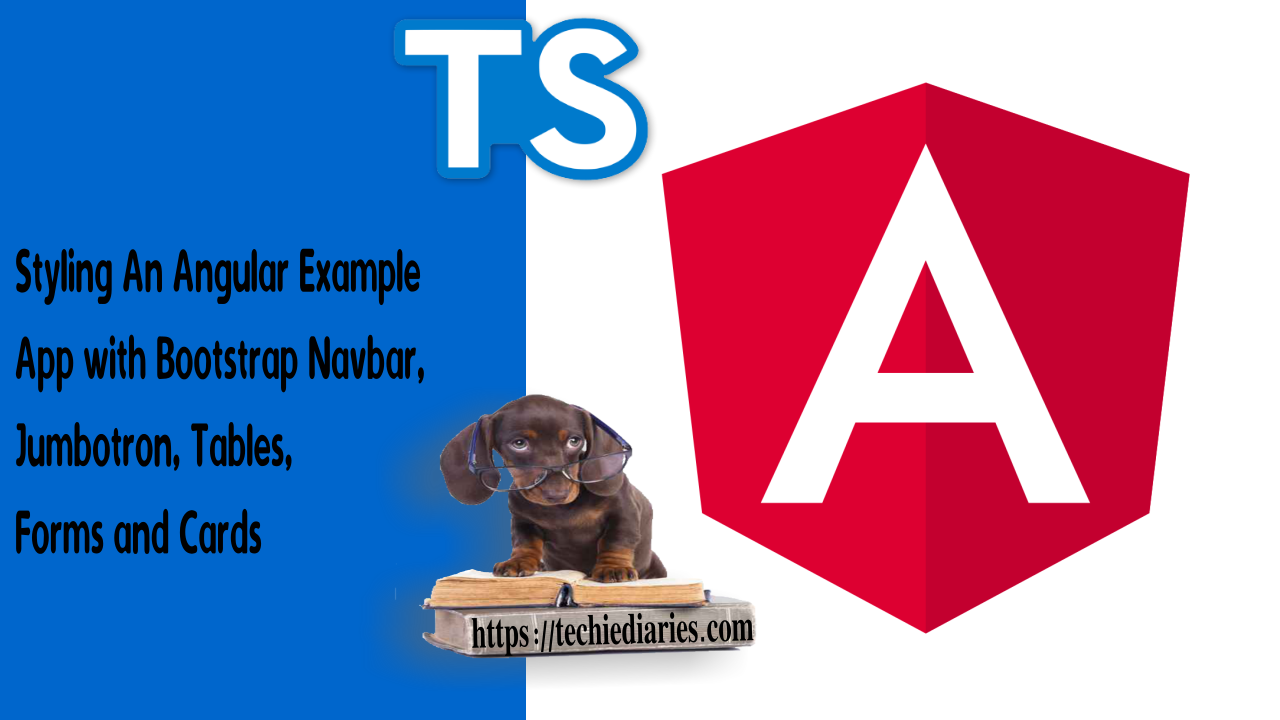 TS
A
Styling An Angular Example
App with Bootstrap Navbar,
Jumbotron, Tables,
Forms and Cards
https://techiediaries.com